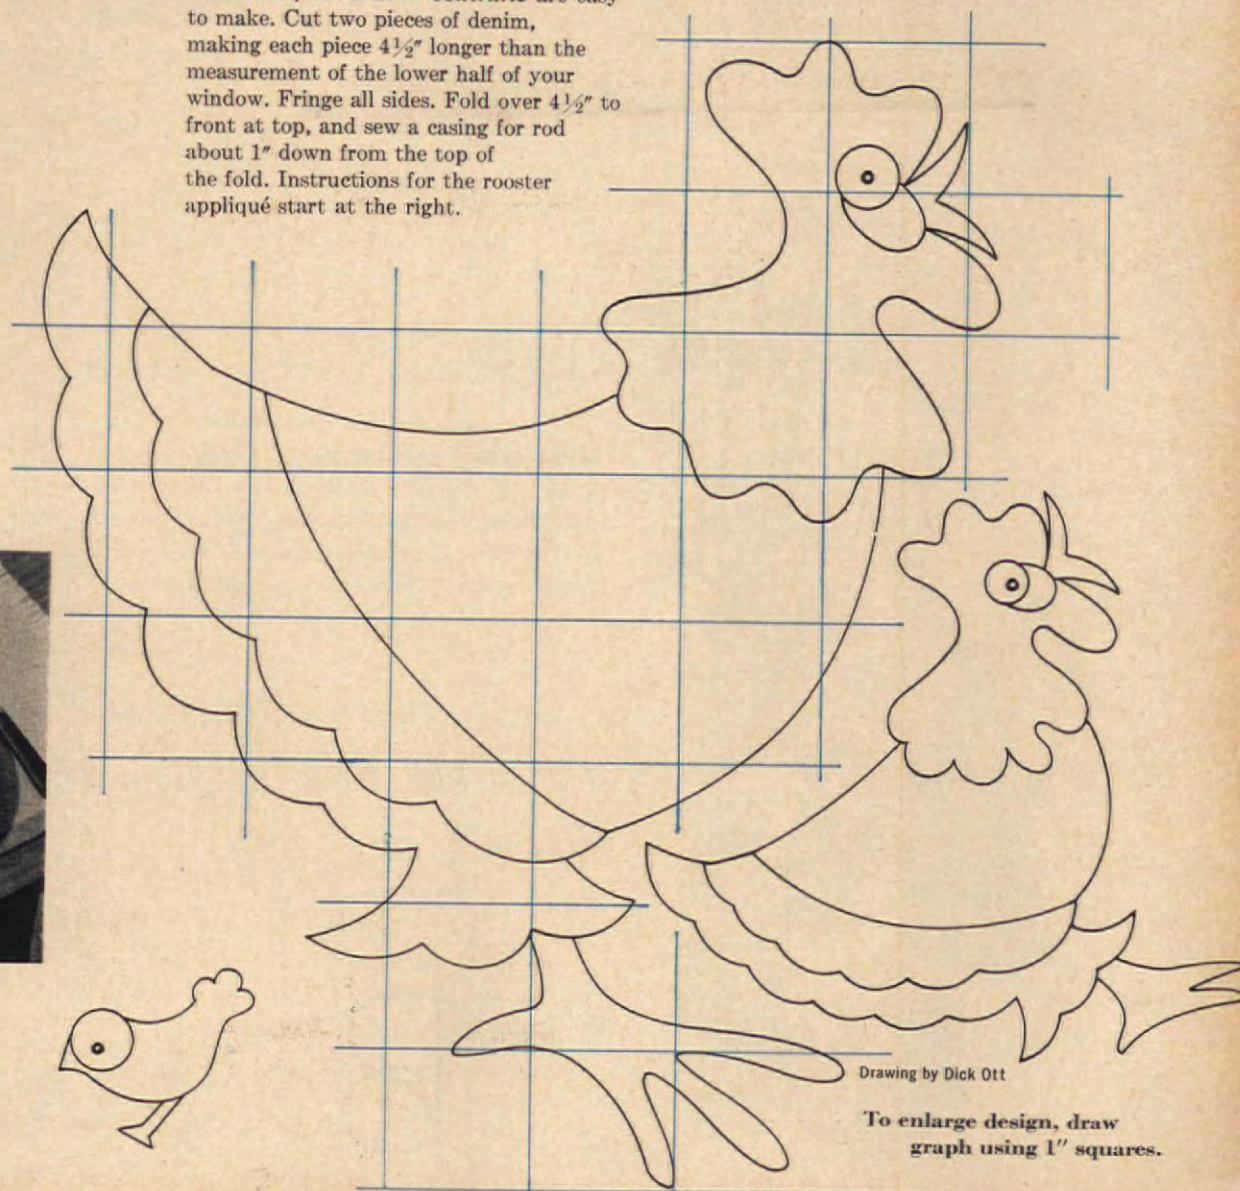 to make. Cut two pieces of denim,
making each piece 4½″ longer than the
measurement of the lower half of your
window. Fringe all sides. Fold over 4½″ to
front at top, and sew a casing for rod
about 1″ down from the top of
the fold. Instructions for the rooster
appliqué start at the right.
Drawing by Dick Ott
To enlarge design, draw
graph using 1″ squares.